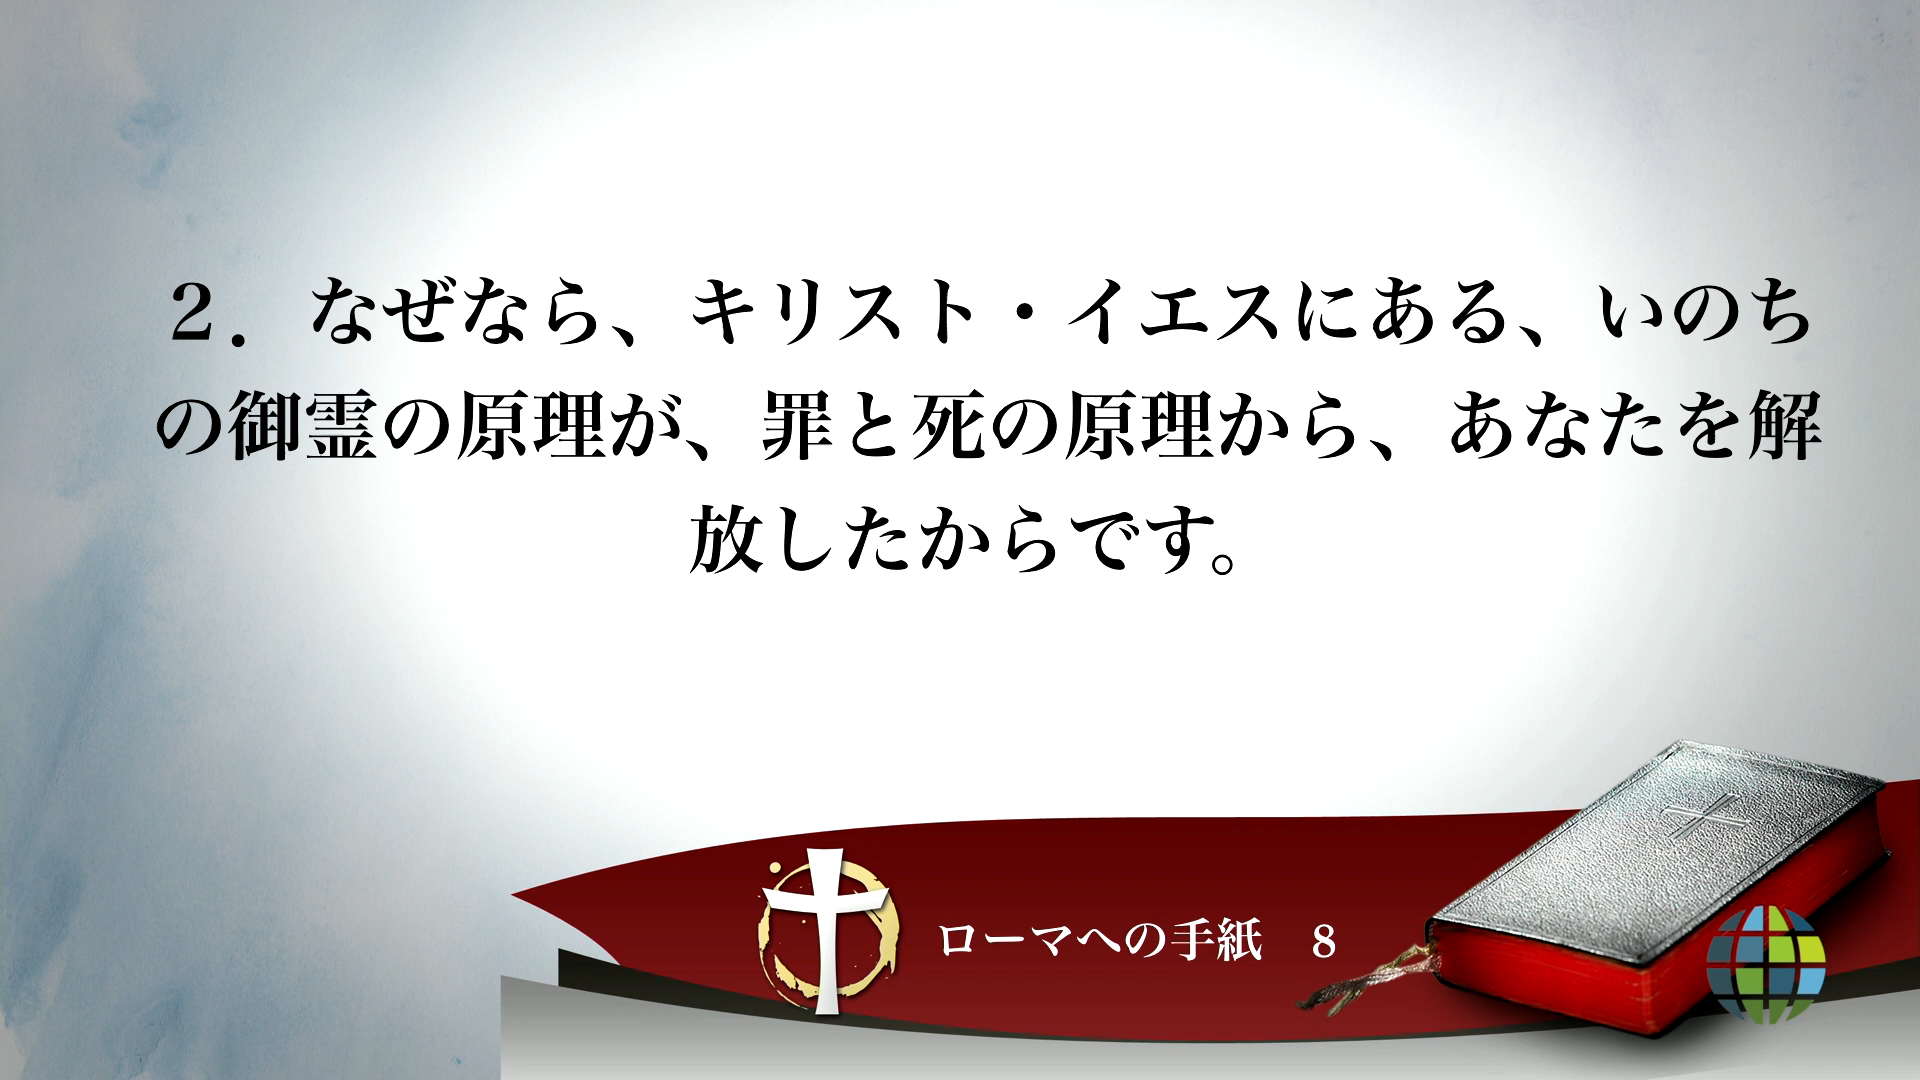 ２．なぜなら、キリスト・イエスにある、いのち
の御霊の原理が、罪と死の原理から、あなたを解
放したからです。
ローマへの手紙　8